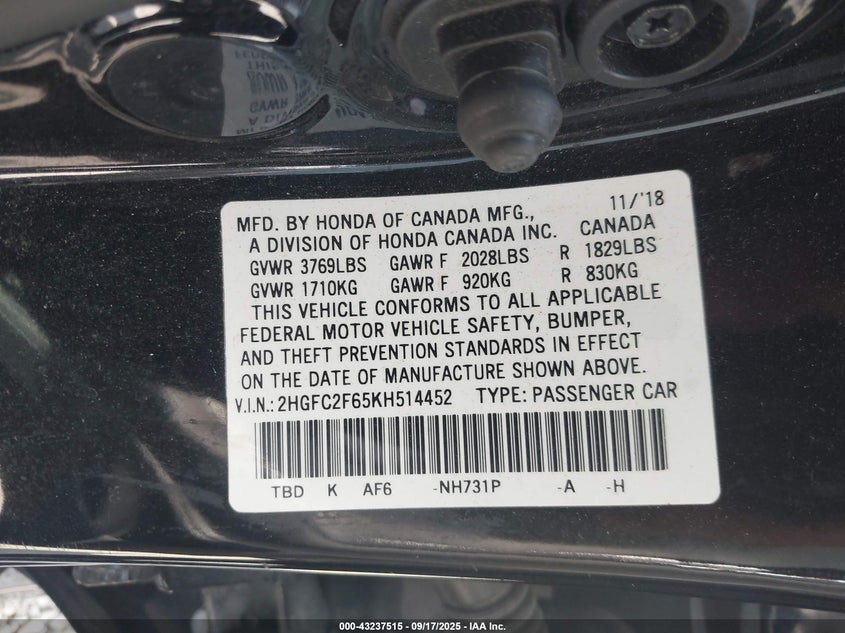 11/'18
MFD. BY HONDA OF CANADA MFG.,
A DIVISION OF HONDA CANADA INC. CANADA
GVWR 3769LBS GAWR F 2028LBS R 1829LBS
GVWR 1710KG GAWR F 920KG R 830KG
THIS VEHICLE CONFORMS TO ALL APPLICABLE
FEDERAL MOTOR VEHICLE SAFETY, BUMPER,
AND THEFT PREVENTION STANDARDS IN EFFECT
ON THE DATE OF MANUFACTURE SHOWN ABOVE.
V.I.N.: 2HGFC2F65KH514452 TYPE: PASSENGER CAR
TBD K AF6 -NH731P -A -H
000-43237515 - 09/17/2025 - IAA Inc.